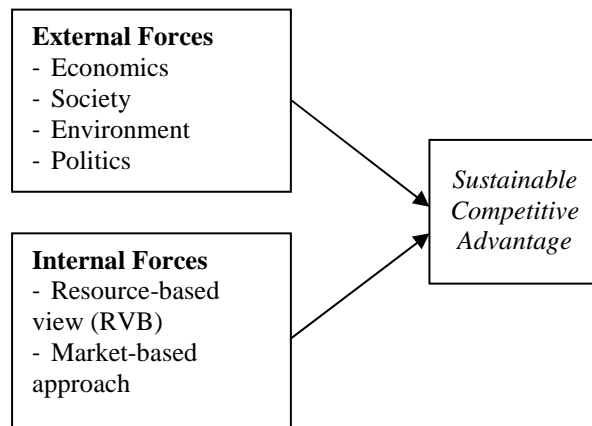 External Forces
- Economics
- Society
- Environment
- Politics
Internal Forces
- Resource-based
view (RVB)
- Market-based
approach
Sustainable
Competitive
Advantage